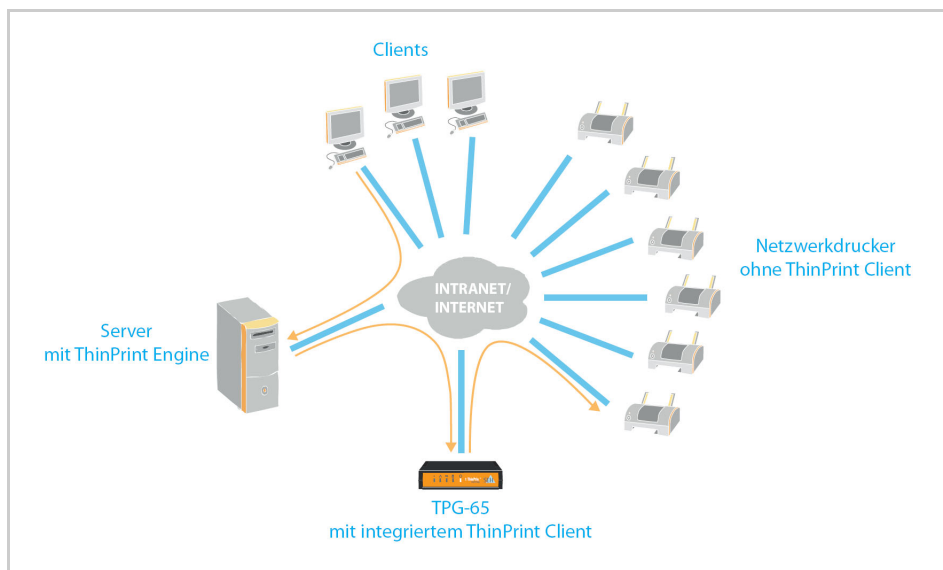 Clients
Netzwerkdrucker
ohne ThinPrint Client
INTRANET/
INTERNET
Server
mit ThinPrint Engine
TPG-65
mit integriertem ThinPrint Client